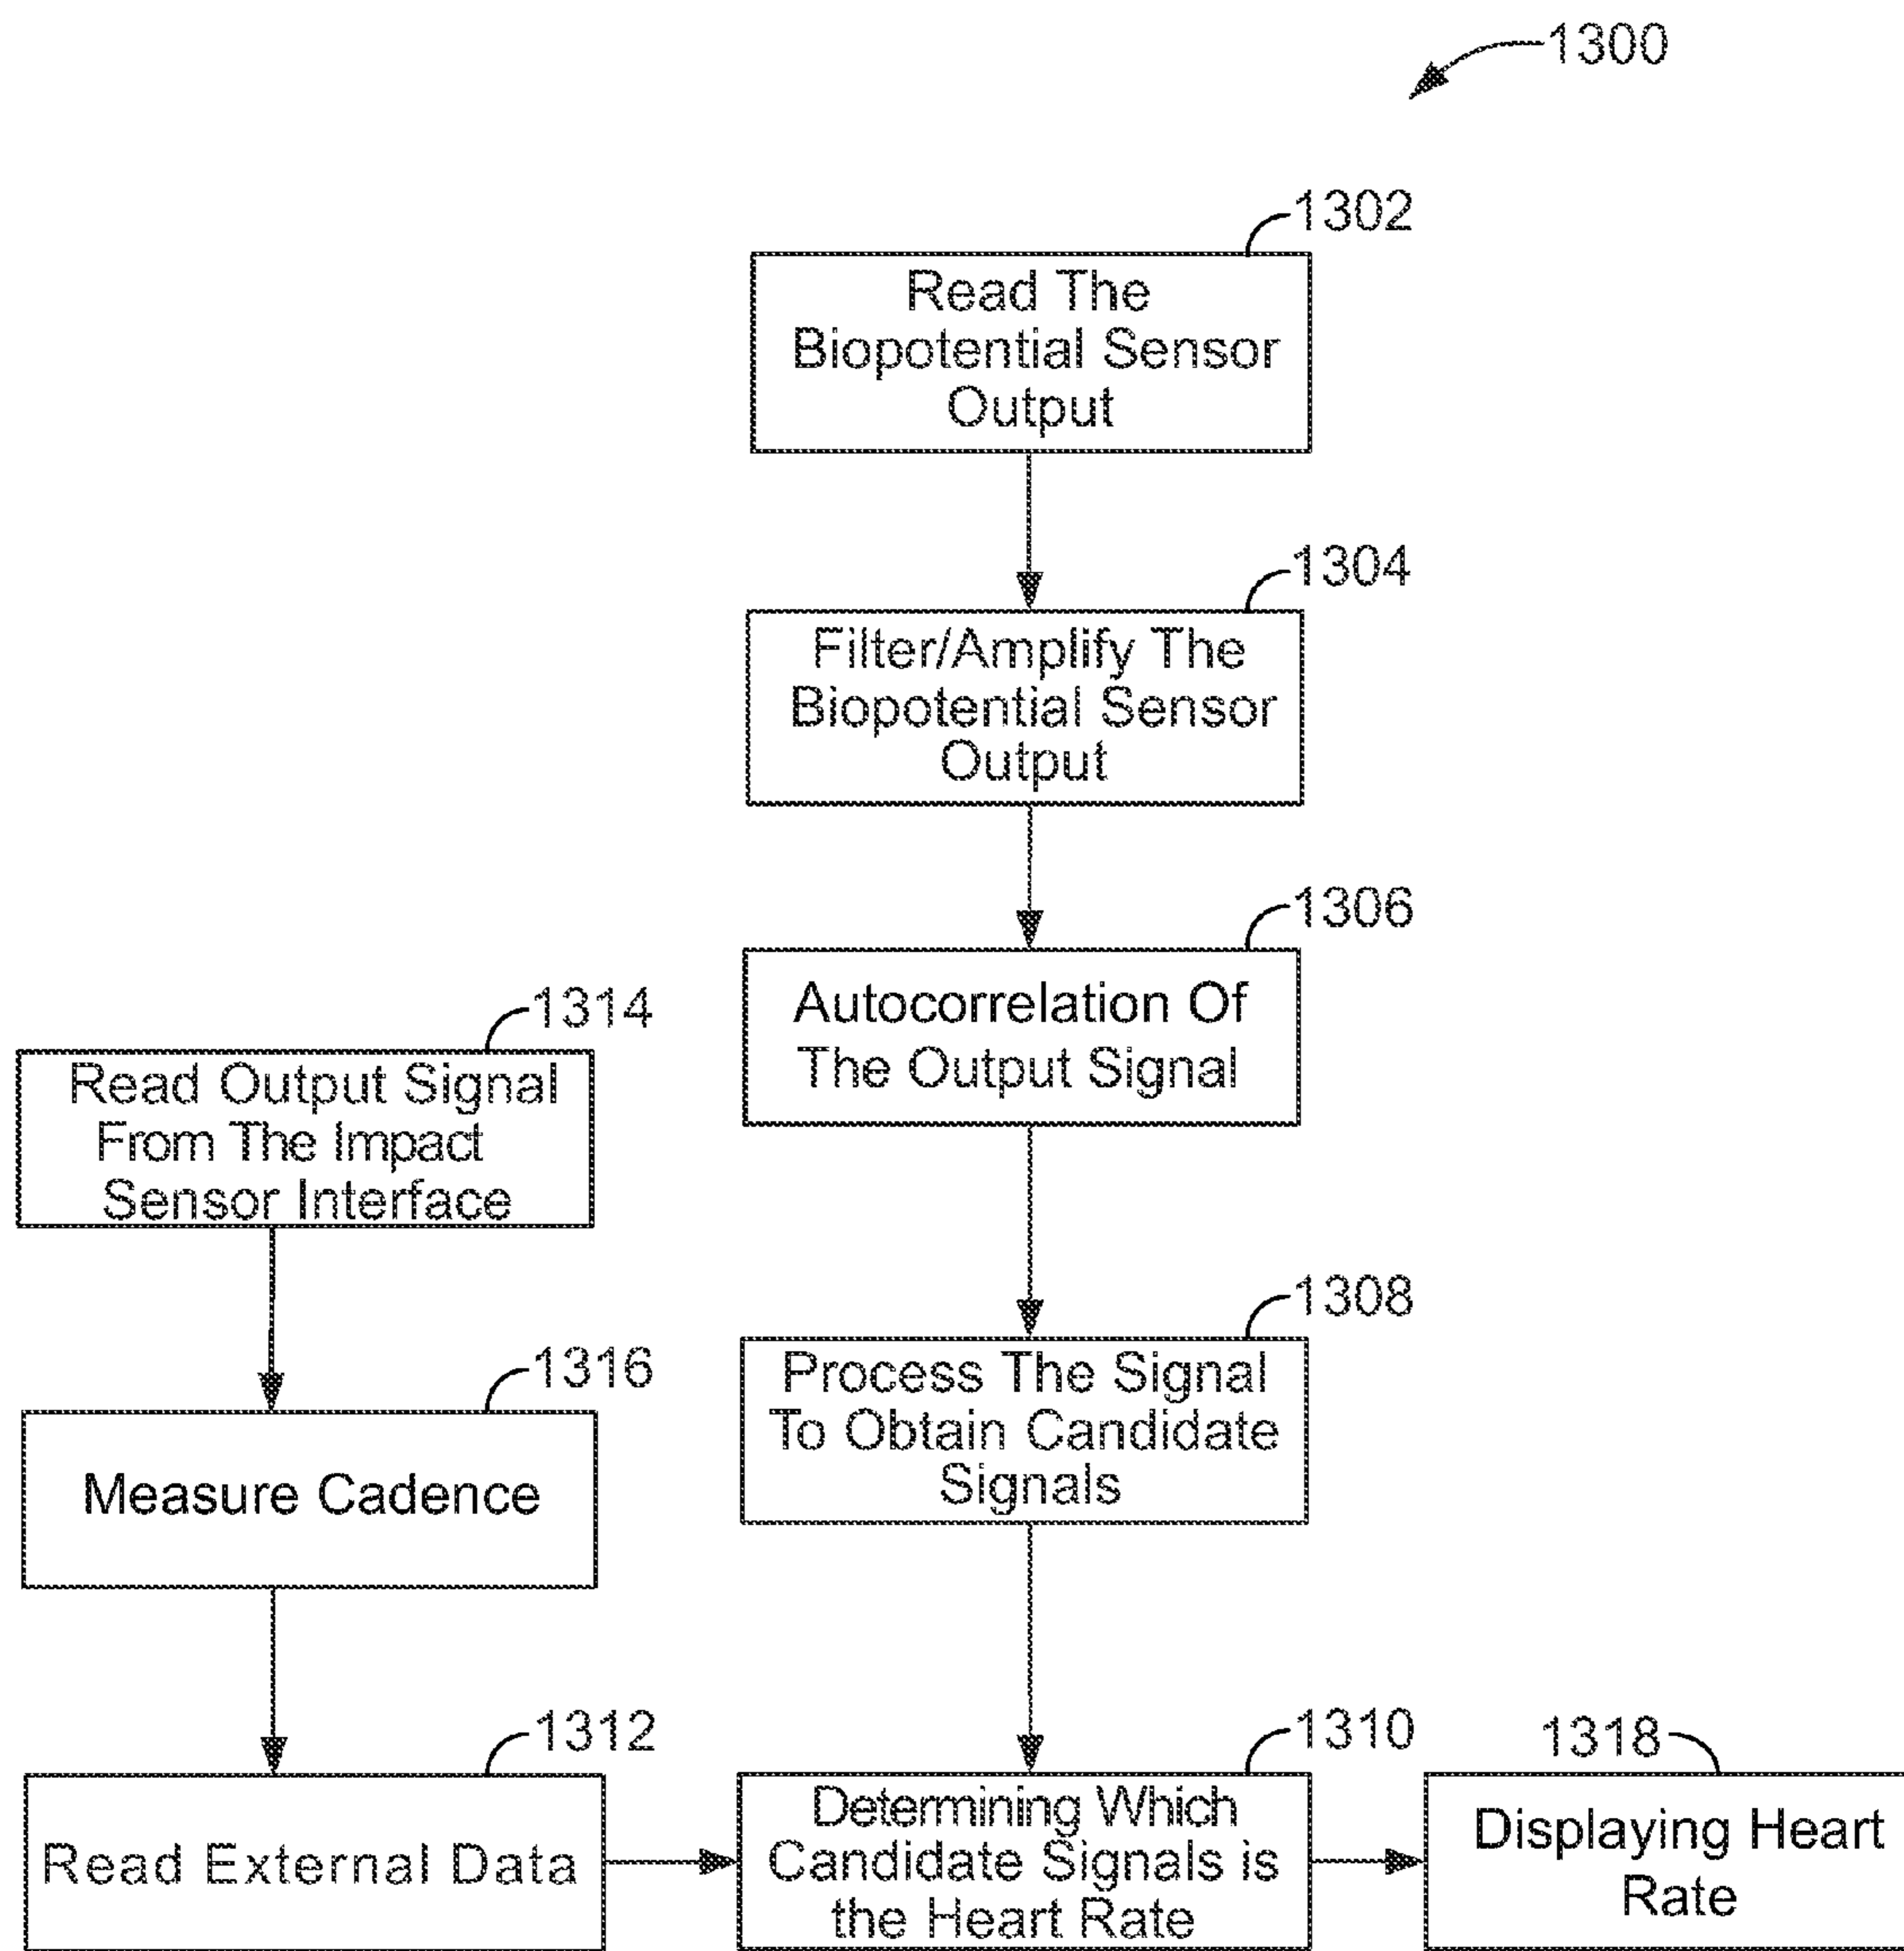 1300
1302
Read The
Biopotential Sensor
Output
1304
Filter/Amplify The
Biopotential Sensor
Output
1306
Autocorrelation Of
The Output Signal
1314
Read Output Signal
From The Impact
Sensor Interface
1308
Process The Signal
To Obtain Candidate
Signals
1316
Measure Cadence
1312
Read External Data
1310
Determining Which
Candidate Signals is
the Heart Rate
1318
Displaying Heart
Rate